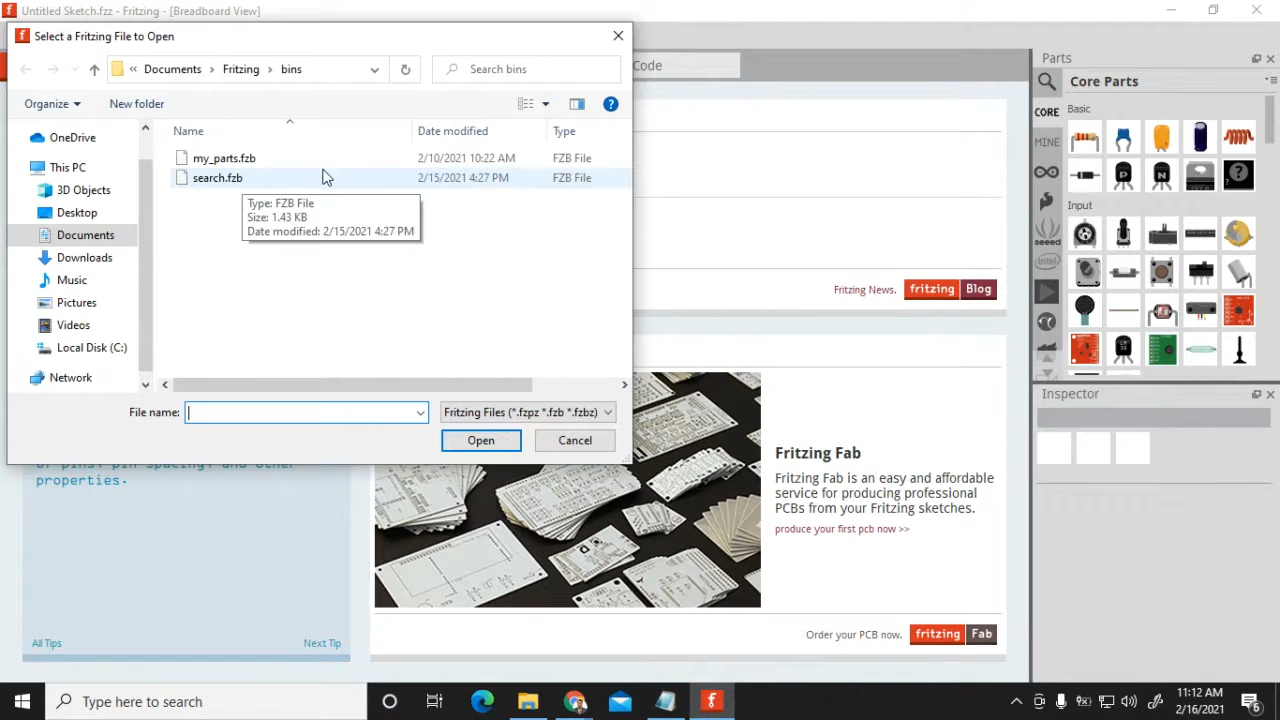 Untitled Sketch.fzz - Fritzing - [Breadboard View]
Select a Fritzing File to Open
Documents
Fritzing
bins
Search bins
Organize
New folder
Name
Date modified
Type
OneDrive
This PC
3D Objects
Desktop
Documents
Downloads
Music
Pictures
Videos
Local Disk (C:)
Network
my_parts.fzb
2/10/2021 10:22 AM
FZB File
search.fzb
2/15/2021 4:27 PM
FZB File
Type: FZB File
Size: 1.43 KB
Date modified: 2/15/2021 4:27 PM
File name:
Fritzing Files (*.fzpz *.fzb *.fzbz)
Open
Cancel
Code
Fritzing News.
fritzing Blog
properties.
All Tips
Next Tip
Fritzing Fab
Fritzing Fab is an easy and affordable
service for producing professional
PCBs from your Fritzing sketches.
produce your first pcb now >>
Order your PCB now.
fritzing Fab
Parts
Core Parts
CORE
MINE
seeed
intel
Basic
Input
Inspector
Type here to search
11:12 AM
2/16/2021
6